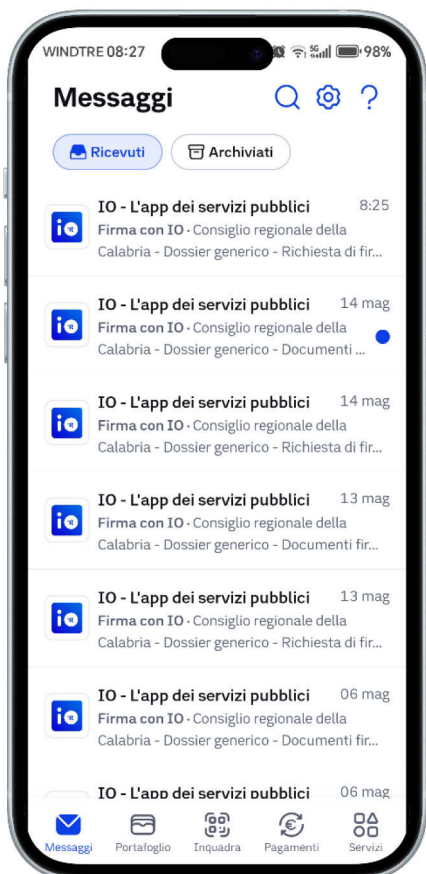 WINDTRE 08:27
5G
98%
Messaggi
?
Ricevuti
Archiviati
IO - L'app dei servizi pubblici 8:25
Firma con IO · Consiglio regionale della
Calabria - Dossier generico - Richiesta di fir...
IO - L'app dei servizi pubblici 14 mag
Firma con IO · Consiglio regionale della
Calabria - Dossier generico - Documenti ...
IO - L'app dei servizi pubblici 14 mag
Firma con IO · Consiglio regionale della
Calabria - Dossier generico - Richiesta di fir...
IO - L'app dei servizi pubblici 13 mag
Firma con IO · Consiglio regionale della
Calabria - Dossier generico - Documenti fir...
IO - L'app dei servizi pubblici 13 mag
Firma con IO · Consiglio regionale della
Calabria - Dossier generico - Richiesta di fir...
IO - L'app dei servizi pubblici 06 mag
Firma con IO · Consiglio regionale della
Calabria - Dossier generico - Documenti fir...
IO - L'app dei servizi pubblici 06 mag
Messaggi
Portafoglio
Inquadra
Pagamenti
Servizi